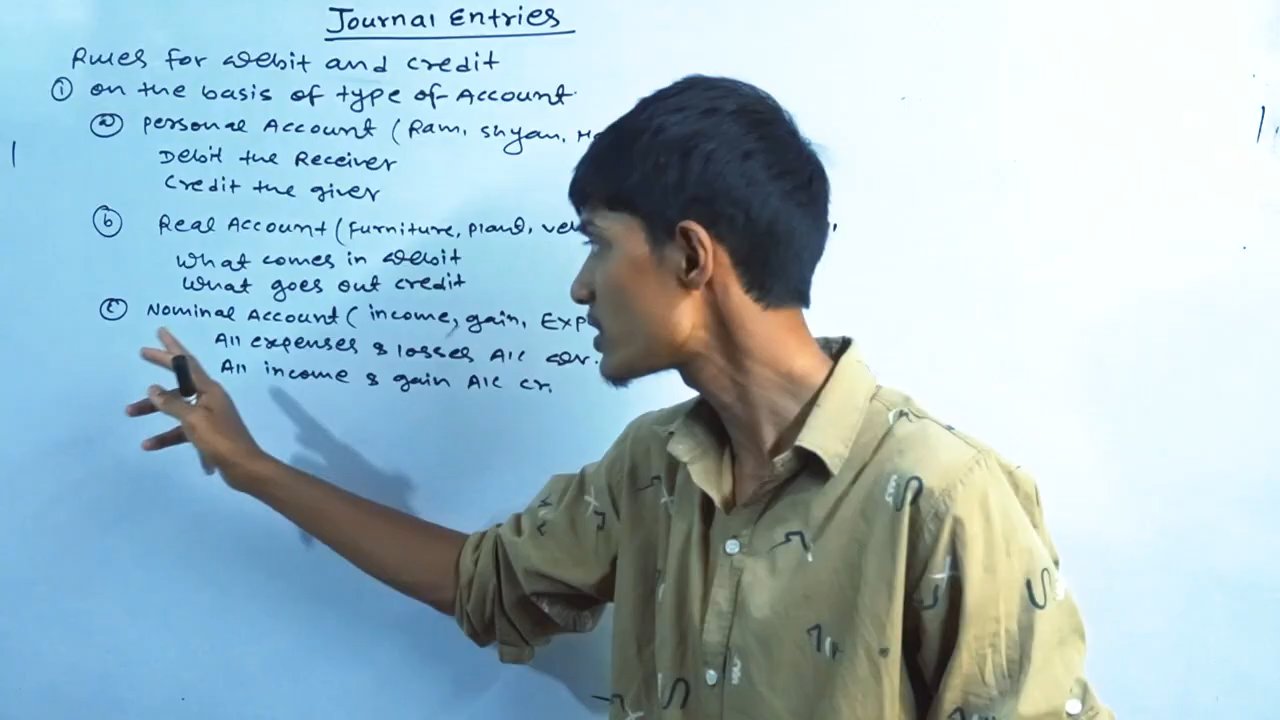 Journal Entries
Rules for debit and credit
① on the basis of type of Account
ⓐ Personal Account (Ram, Shyam,
Debit the Receiver
Credit the giver
ⓑ Real Account (Furniture,
What comes in debit
What goes out credit
ⓒ Nominal Account ( income, gain, Exp
All expenses & losses A/c dr.
All income & gain A/c cr.